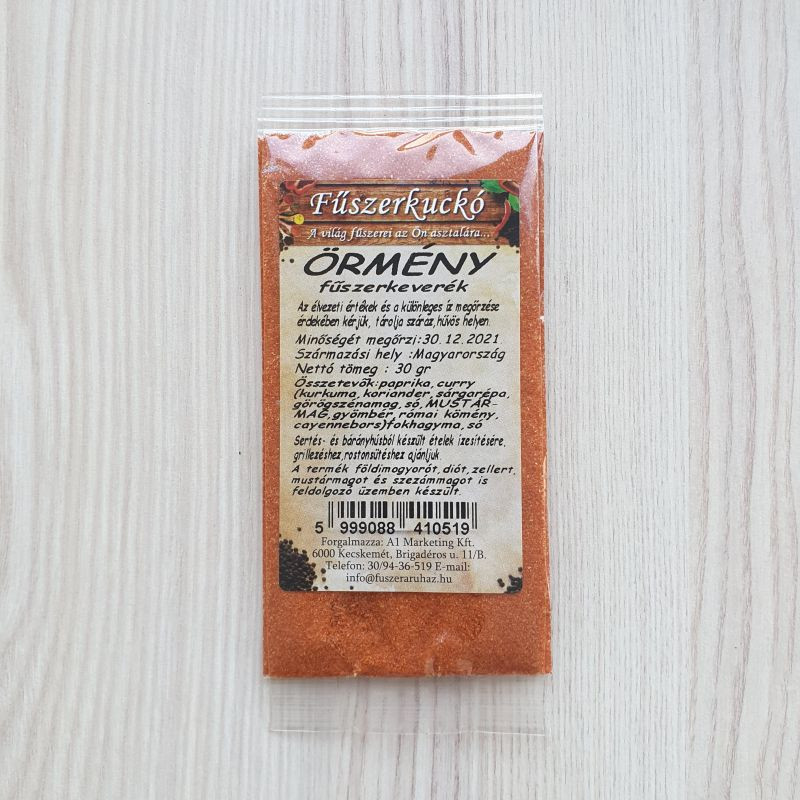 Fűszerkuckó
A világ fűszerei az Ön asztalára...
ÖRMÉNY
fűszerkeverék
Az élvezeti értékek és a különleges íz megőrzése
érdekében kérjük, tárolja száraz,hűvös helyen.
Minőségét megőrzi:30.12.2021.
Származási hely :Magyarország
Nettó tömeg : 30 gr
Összetevők:paprika,curry
(kurkuma,koriander,sárgarépa,
görögszénamag,só,MUSTÁR-
MAG,gyömbér,római kömény,
cayennebors)fokhagyma,só
Sertés- és bárányhúsból készült ételek ízesítésére,
grillezéshez,rostonsütéshez ajánljuk.
A termék földimogyorót,diót,zellert,
mustármagot és szezámmagot is
feldolgozó üzemben készült.
5 999088 410519
Forgalmazza: A1 Marketing Kft.
6000 Kecskemét, Brigadéros u. 11/B.
Telefon: 30/94-36-519 E-mail:
info@fuszeraruhaz.hu